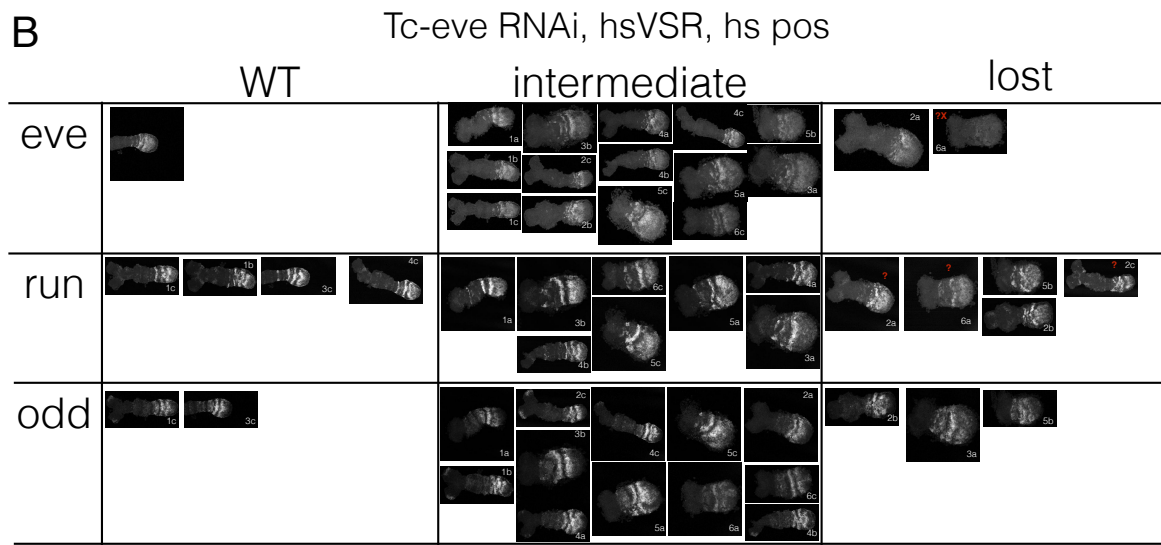 B
Tc-eve RNAi, hsVSR, hs pos
WT intermediate lost
eve
1a 3b 4a 4c 5b
1b 2c 4b 5a 3a
1c 2b 5c 6c
2a ?X 6a
run
1c 1b 3c 4c
1a 3b 6c 5a 4a
4b 5c 3a
? 2a ? 6a 5b ? 2c
2b
odd
1c 3c
1a 2c 3b 4c 5c 2a
1b 4a 5a 6a 6c
4b
2b 3a 5b